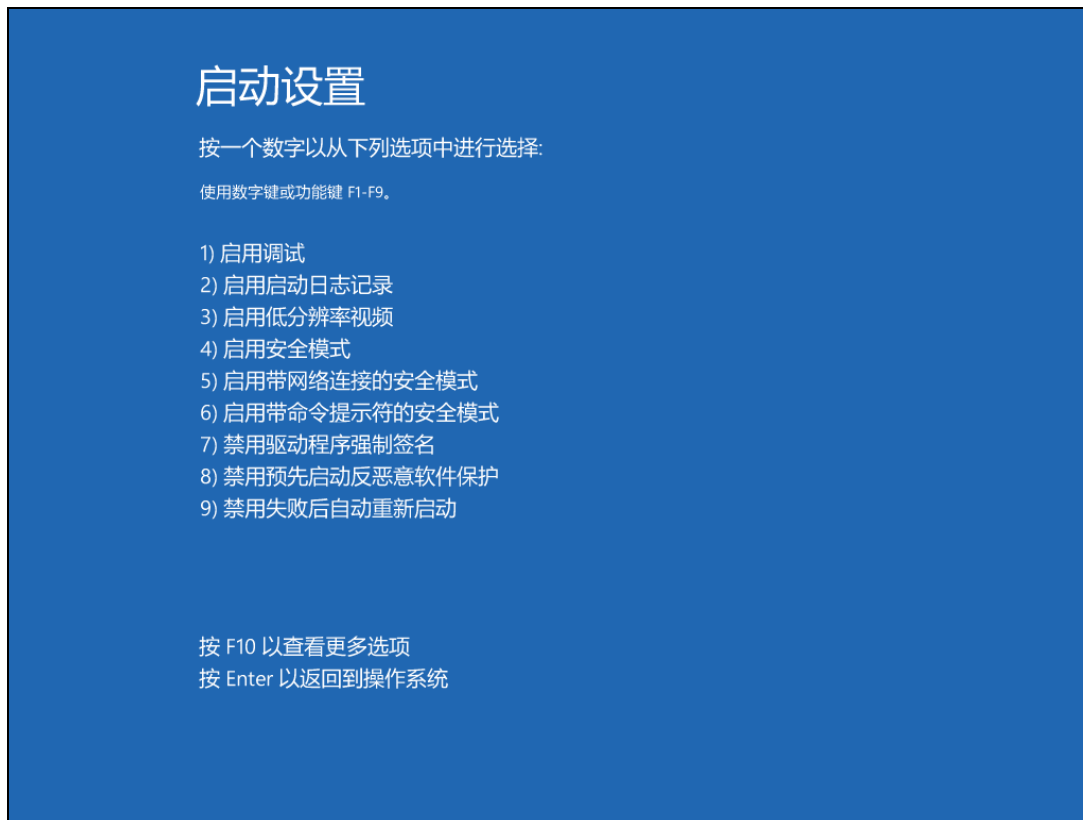 启动设置
按一个数字以从下列选项中进行选择:
使用数字键或功能键 F1-F9。
1) 启用调试
2) 启用启动日志记录
3) 启用低分辨率视频
4) 启用安全模式
5) 启用带网络连接的安全模式
6) 启用带命令提示符的安全模式
7) 禁用驱动程序强制签名
8) 禁用预先启动反恶意软件保护
9) 禁用失败后自动重新启动
按 F10 以查看更多选项
按 Enter 以返回到操作系统